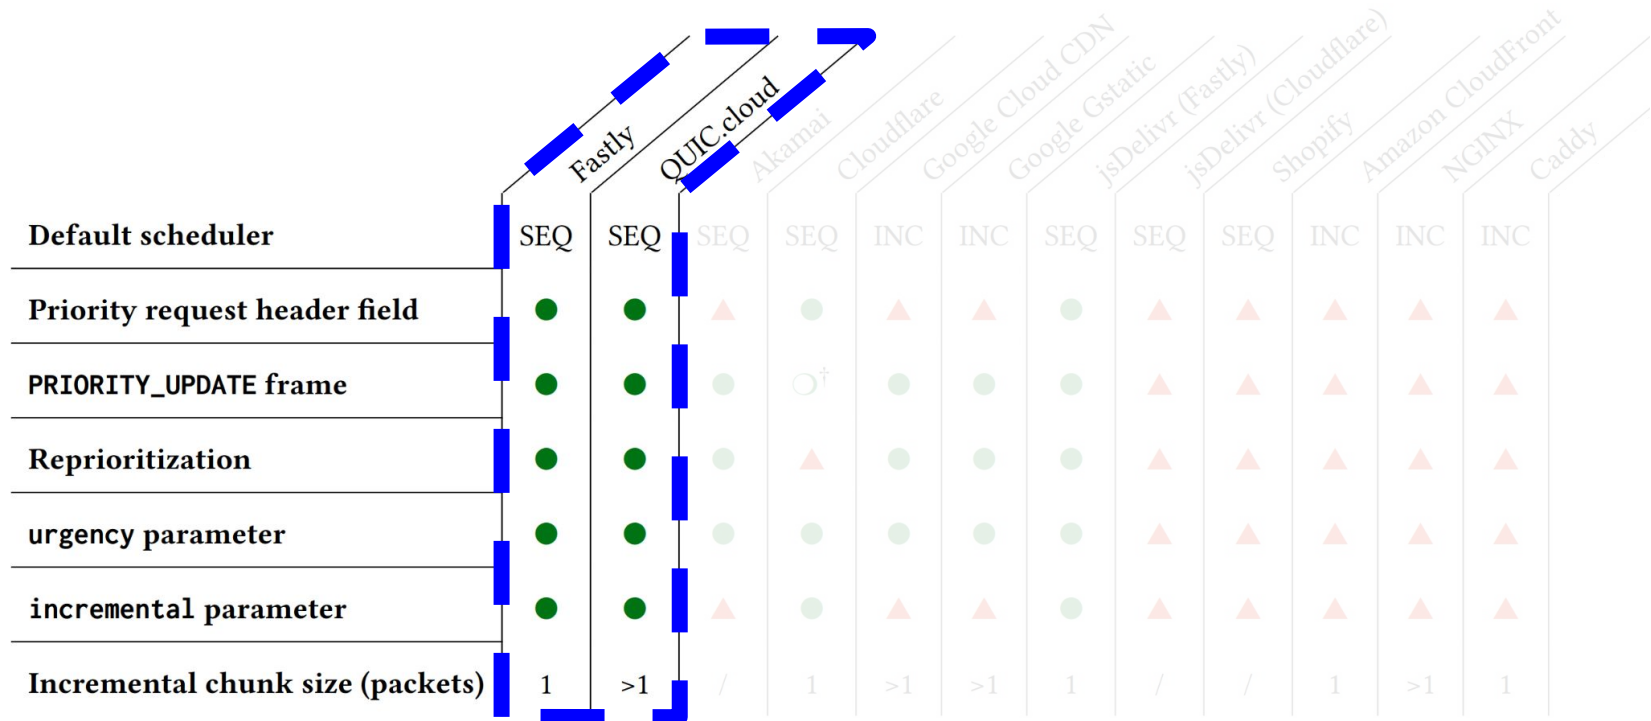 Fastly QUIC.cloud Akamai Cloudflare Google Cloud CDN Google Gstatic jsDelivr (Fastly) jsDelivr (Cloudflare) Shopify Amazon CloudFront NGINX Caddy
Default scheduler SEQ SEQ SEQ SEQ INC INC SEQ SEQ SEQ INC INC INC
Priority request header field
PRIORITY_UPDATE frame †
Reprioritization
urgency parameter
incremental parameter
Incremental chunk size (packets) 1 >1 / 1 >1 >1 1 / / 1 >1 1